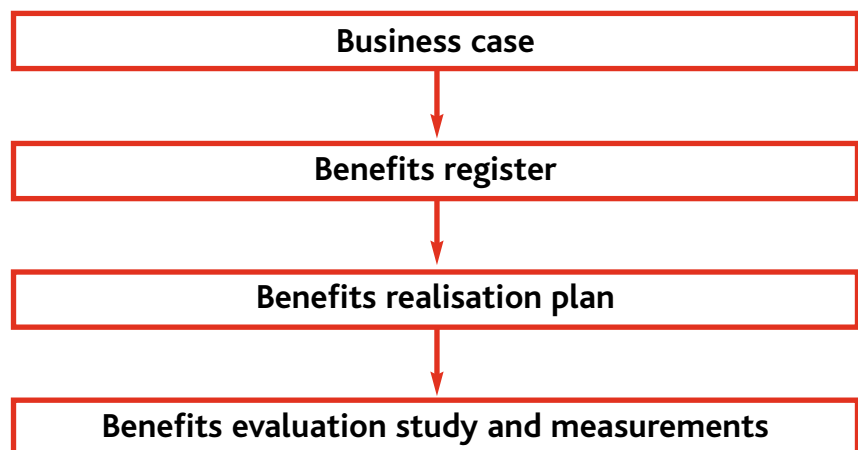 Business case
Benefits register
Benefits realisation plan
Benefits evaluation study and measurements